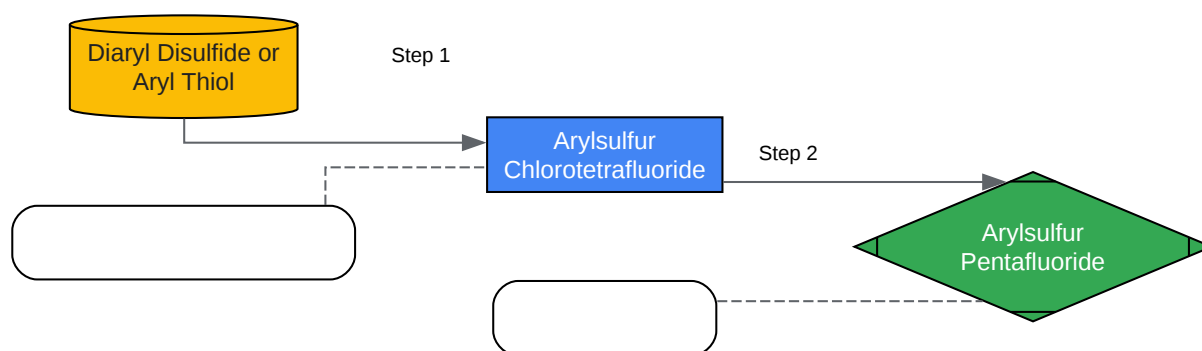 Diaryl Disulfide or
Aryl Thiol
Step 1
Arylsulfur
Chlorotetrafluoride
Step 2
Arylsulfur
Pentafluoride